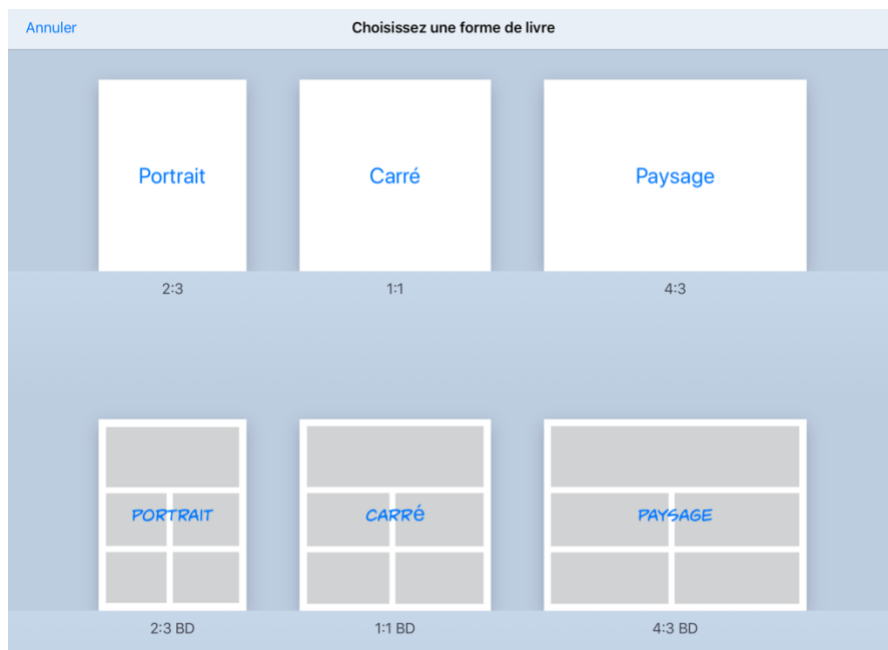 Annuler
Choisissez une forme de livre
Portrait
Carré
Paysage
2:3
1:1
4:3
PORTRAIT
CARRé
PAYSAGE
2:3 BD
1:1 BD
4:3 BD